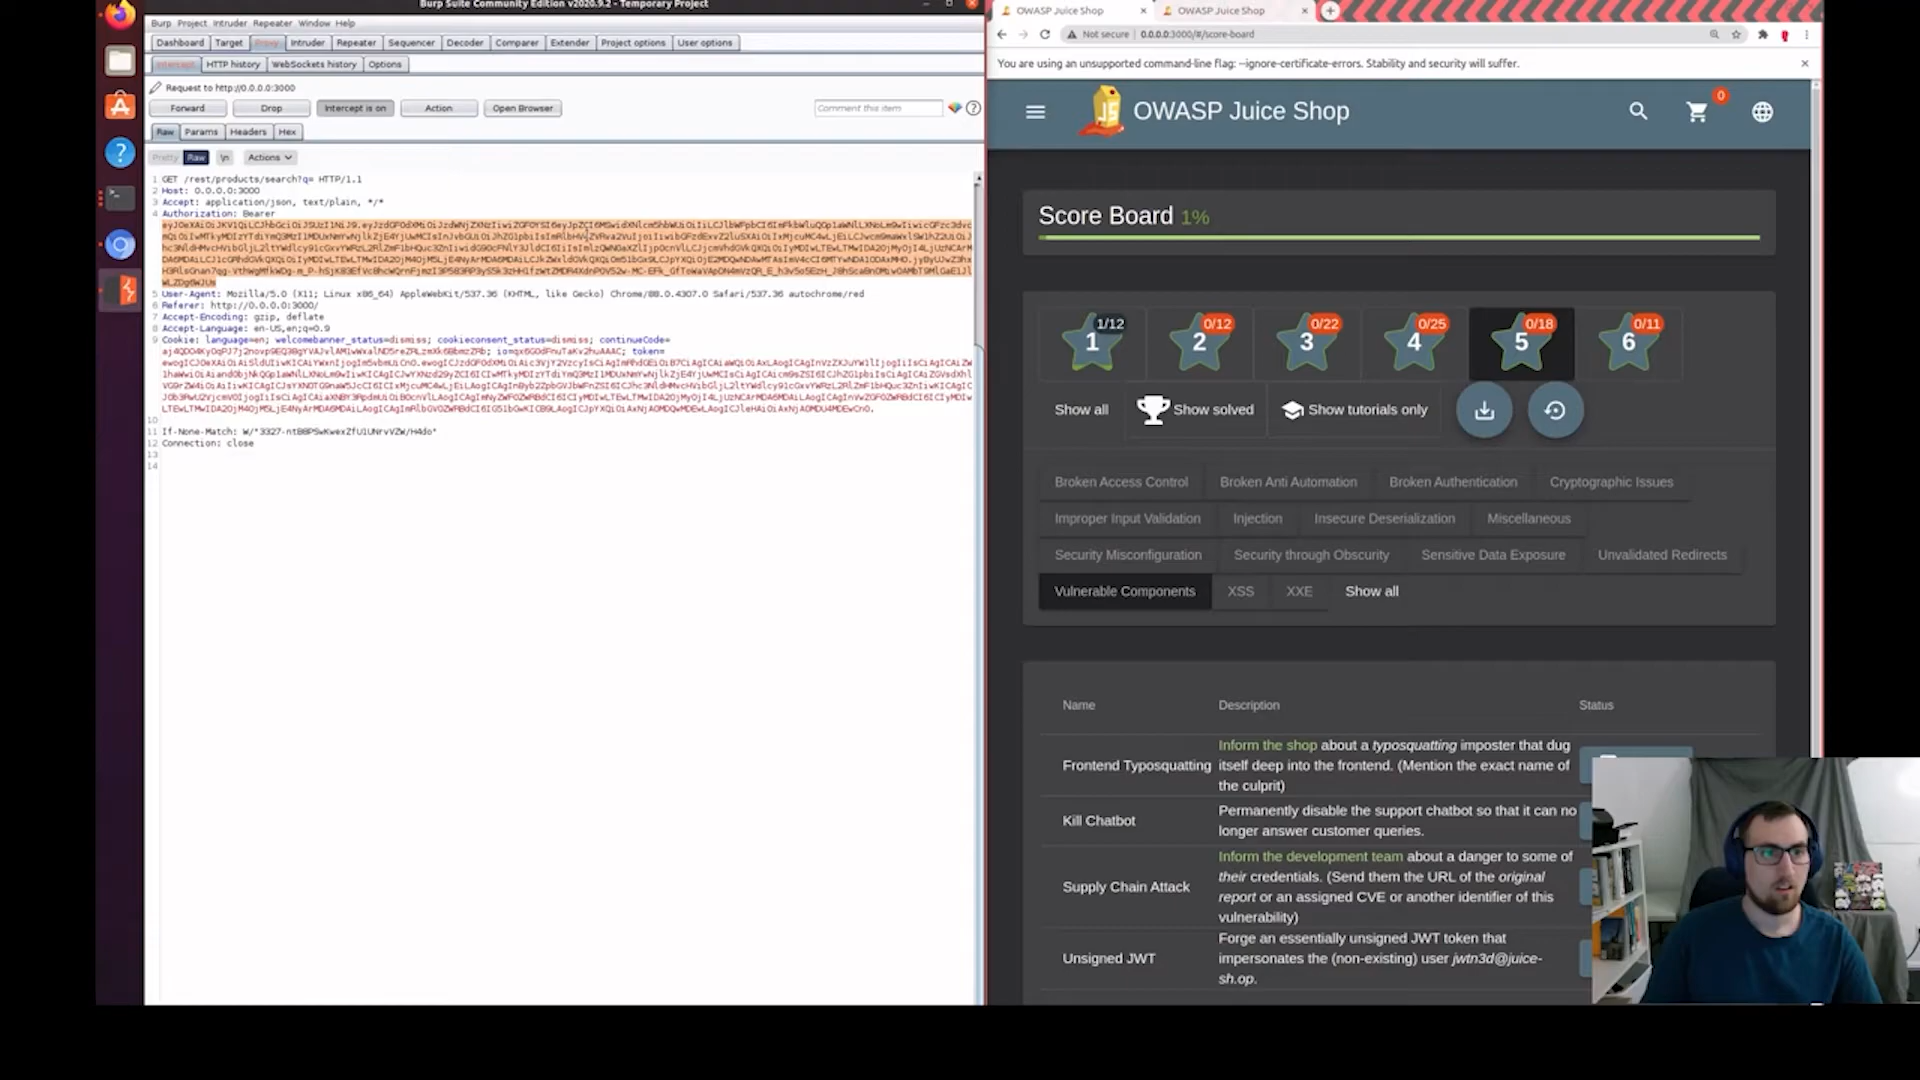 Burp Suite Community Edition v2020.9.2 - Temporary Project
Burp Project Intruder Repeater Window Help
Dashboard Target Proxy Intruder Repeater Sequencer Decoder Comparer Extender Project options User options
Intercept HTTP history WebSockets history Options
Request to http://0.0.0.0:3000
Forward Drop Intercept is on Action Open Browser Comment this item
Raw Params Headers Hex
Pretty Raw \n Actions
1 GET /rest/products/search?q= HTTP/1.1
2 Host: 0.0.0.0:3000
3 Accept: application/json, text/plain, */*
4 Authorization: Bearer
5 User-Agent: Mozilla/5.0 (X11; Linux x86_64) AppleWebKit/537.36 (KHTML, like Gecko) Chrome/88.0.4307.0 Safari/537.36 autochrome/red
6 Referer: http://0.0.0.0:3000/
7 Accept-Encoding: gzip, deflate
8 Accept-Language: en-US,en;q=0.9
9 Cookie: language=en; welcomebanner_status=dismiss; cookieconsent_status=dismiss; continueCode=
token=
10
11 If-None-Match:
12 Connection: close
13
14
OWASP Juice Shop
OWASP Juice Shop
Not secure 0.0.0.0:3000/#/score-board
You are using an unsupported command-line flag: --ignore-certificate-errors. Stability and security will suffer.
OWASP Juice Shop
0
Score Board 1%
1 1/12
2 0/12
3 0/22
4 0/25
5 0/18
6 0/11
Show all Show solved Show tutorials only
Broken Access Control Broken Anti Automation Broken Authentication Cryptographic Issues
Improper Input Validation Injection Insecure Deserialization Miscellaneous
Security Misconfiguration Security through Obscurity Sensitive Data Exposure Unvalidated Redirects
Vulnerable Components XSS XXE Show all
Name Description Status
Frontend Typosquatting
Inform the shop about a typosquatting imposter that dug
itself deep into the frontend. (Mention the exact name of
the culprit)
Kill Chatbot
Permanently disable the support chatbot so that it can no
longer answer customer queries.
Supply Chain Attack
Inform the development team about a danger to some of
their credentials. (Send them the URL of the original
report or an assigned CVE or another identifier of this
vulnerability)
Unsigned JWT
Forge an essentially unsigned JWT token that
impersonates the (non-existing) user jwtn3d@juice-
sh.op.